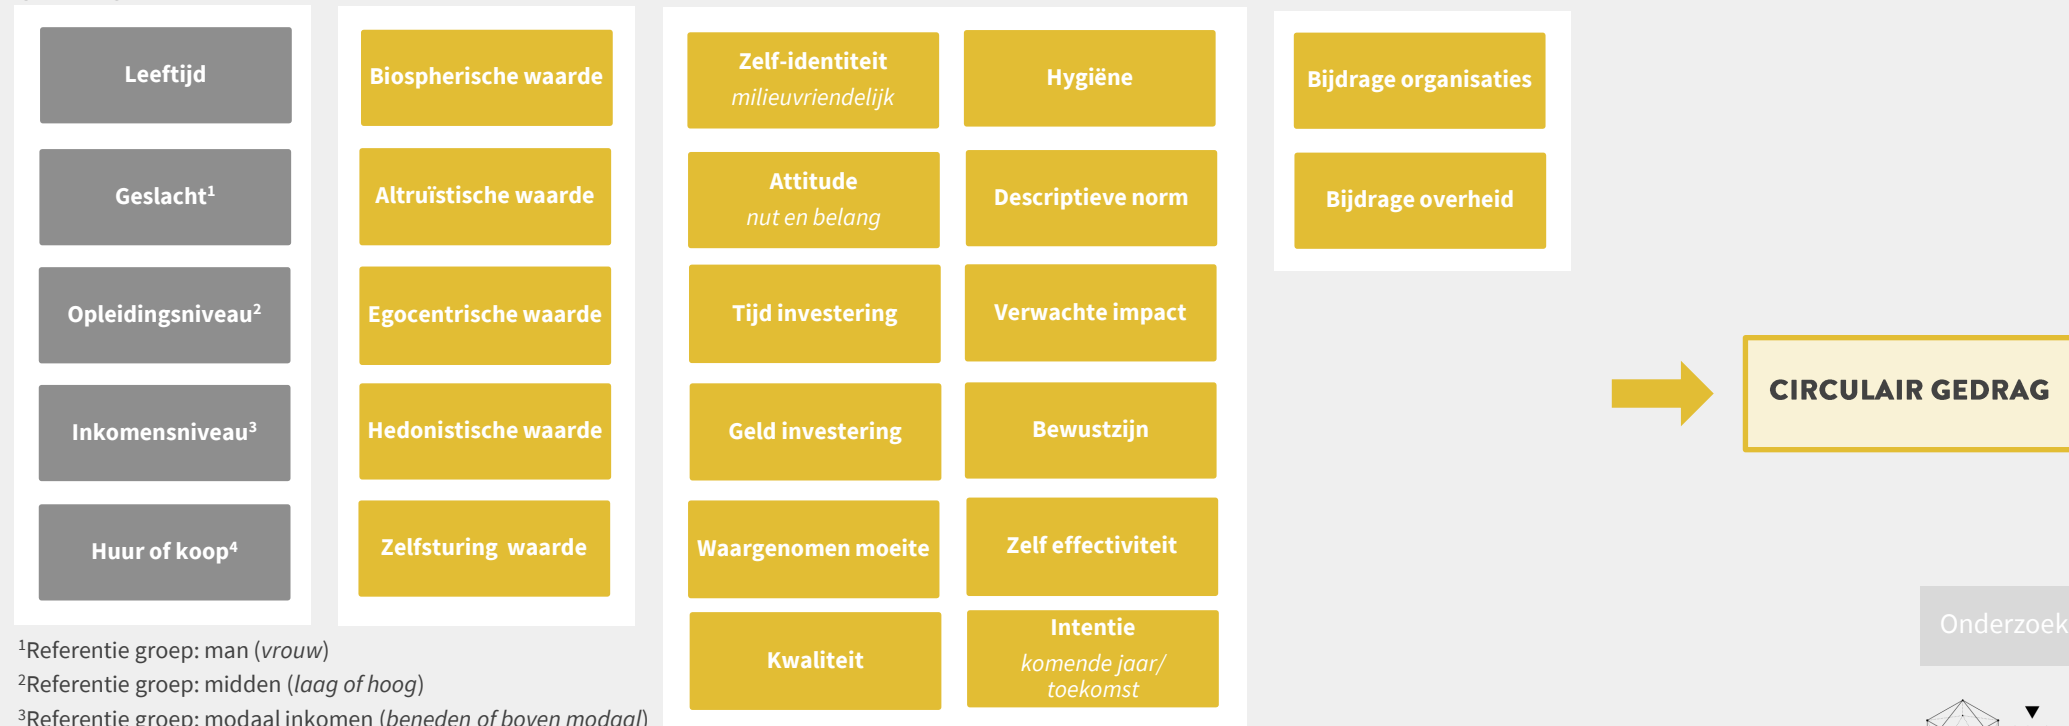 Leeftijd
Geslacht¹
Opleidingsniveau²
Inkomensniveau³
Huur of koop⁴
Biospherische waarde
Altruïstische waarde
Egocentrische waarde
Hedonistische waarde
Zelfsturing waarde
Zelf-identiteit
milieuvriendelijk
Attitude
nut en belang
Tijd investering
Geld investering
Waargenomen moeite
Kwaliteit
Hygiëne
Descriptieve norm
Verwachte impact
Bewustzijn
Zelf effectiviteit
Intentie
komende jaar/
toekomst
Bijdrage organisaties
Bijdrage overheid
CIRCULAIR GEDRAG
Onderzoek
¹Referentie groep: man (vrouw)
²Referentie groep: midden (laag of hoog)
³Referentie groep: modaal inkomen (beneden of boven modaal)